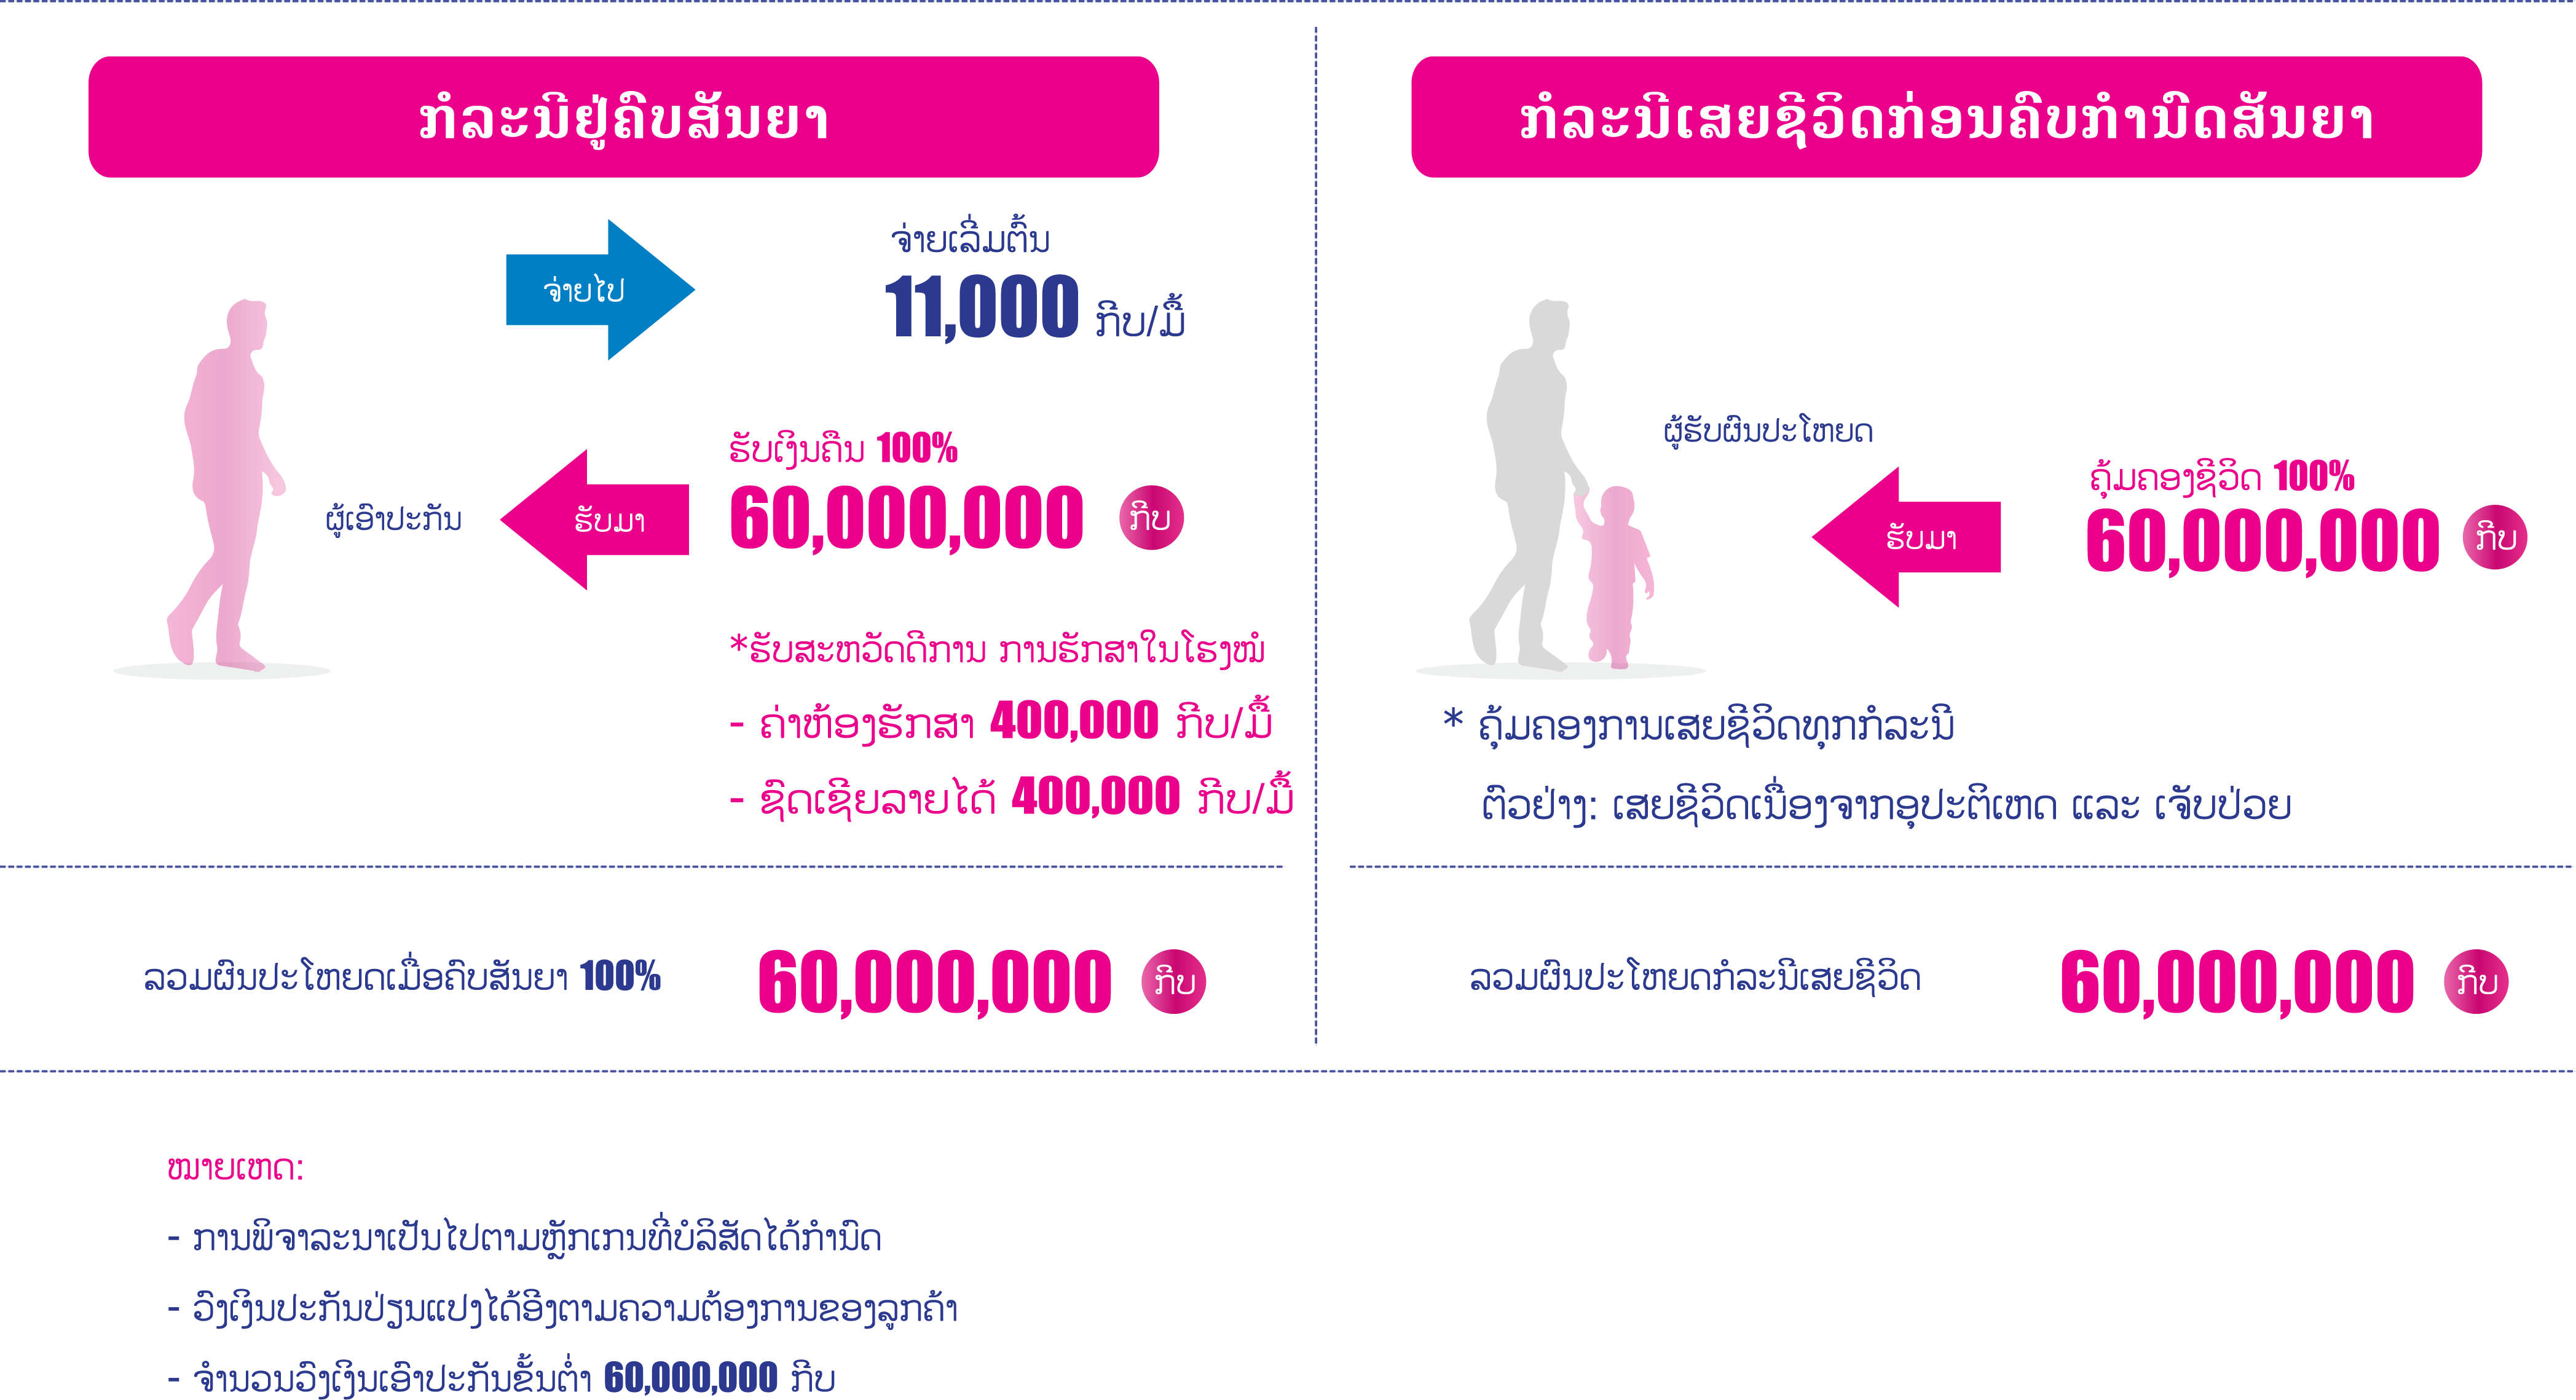 ກໍລະນີຢູ່ຄົບສັນຍາ
ຈ່າຍໄປ
ຈ່າຍເລີ່ມຕົ້ນ
11,000 ກີບ/ມື້
ຜູ້ເອົາປະກັນ
ຮັບມາ
ຮັບເງິນຄືນ 100%
60,000,000 ກີບ
*ຮັບສະຫວັດດີການ ການຮັກສາໃນໂຮງໝໍ
- ຄ່າຫ້ອງຮັກສາ 400,000 ກີບ/ມື້
- ຊົດເຊີຍລາຍໄດ້ 400,000 ກີບ/ມື້
ລວມຜົນປະໂຫຍດເມື່ອຄົບສັນຍາ 100%
60,000,000 ກີບ
ກໍລະນີເສຍຊີວິດກ່ອນຄົບກຳນົດສັນຍາ
ຜູ້ຮັບຜົນປະໂຫຍດ
ຮັບມາ
ຄຸ້ມຄອງຊີວິດ 100%
60,000,000 ກີບ
* ຄຸ້ມຄອງການເສຍຊີວິດທຸກກໍລະນີ
ຕົວຢ່າງ: ເສຍຊີວິດເນື່ອງຈາກອຸປະຕິເຫດ ແລະ ເຈັບປ່ວຍ
ລວມຜົນປະໂຫຍດກໍລະນີເສຍຊີວິດ
60,000,000 ກີບ
ໝາຍເຫດ:
- ການພິຈາລະນາເປັນໄປຕາມຫຼັກເກນທີ່ບໍລິສັດໄດ້ກຳນົດ
- ວົງເງິນປະກັນປ່ຽນແປງໄດ້ອີງຕາມຄວາມຕ້ອງການຂອງລູກຄ້າ
- ຈຳນວນວົງເງິນເອົາປະກັນຂັ້ນຕ່ຳ 60,000,000 ກີບ